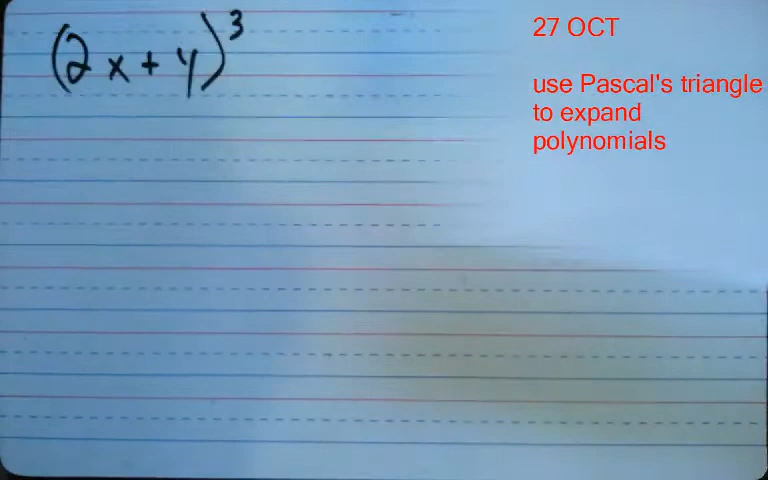 (2x+y)³
27 OCT
use Pascal's triangle
to expand
polynomials